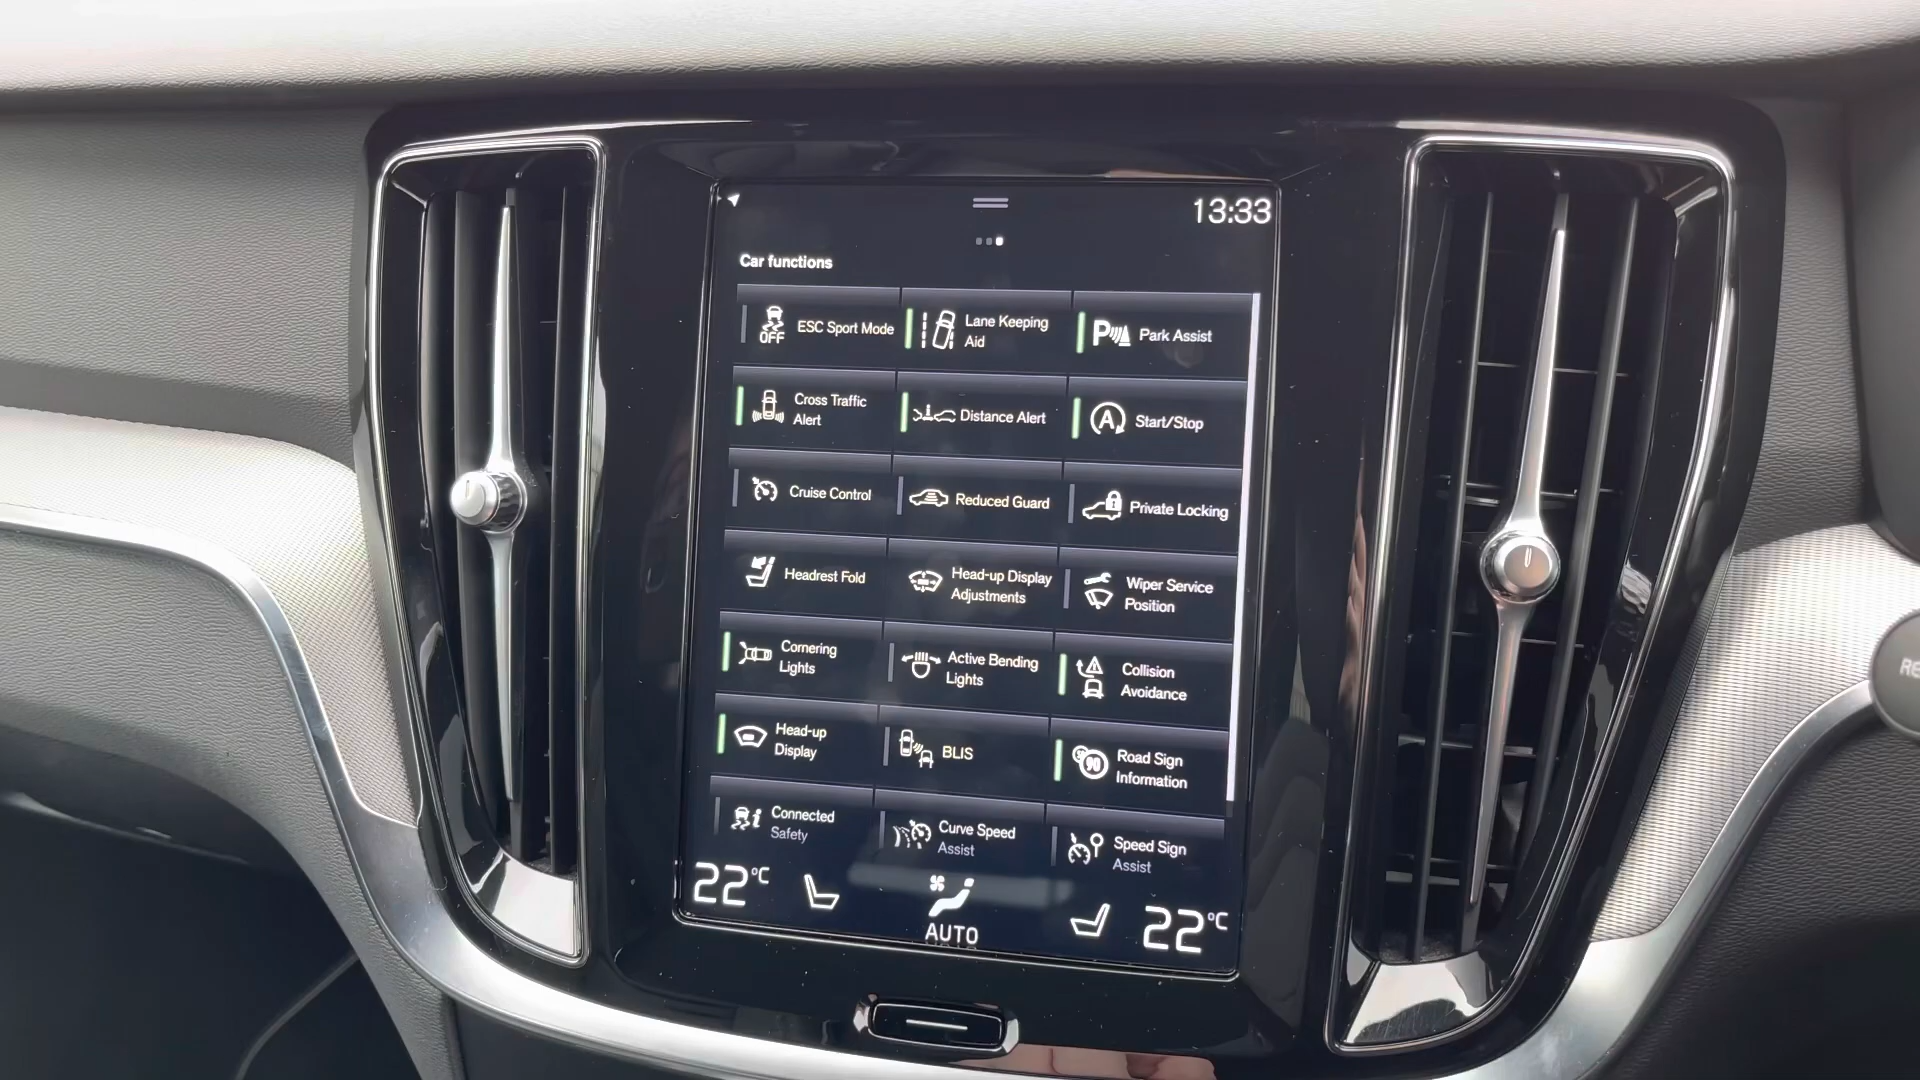 13:33
Car functions
OFF
ESC Sport Mode
Lane Keeping
Aid
P
Park Assist
Cross Traffic
Alert
Distance Alert
A
Start/Stop
Cruise Control
Reduced Guard
Private Locking
Headrest Fold
Head-up Display
Adjustments
Wiper Service
Position
Cornering
Lights
Active Bending
Lights
Collision
Avoidance
Head-up
Display
BLIS
90
Road Sign
Information
Connected
Safety
Curve Speed
Assist
Speed Sign
Assist
22°C
AUTO
22°C